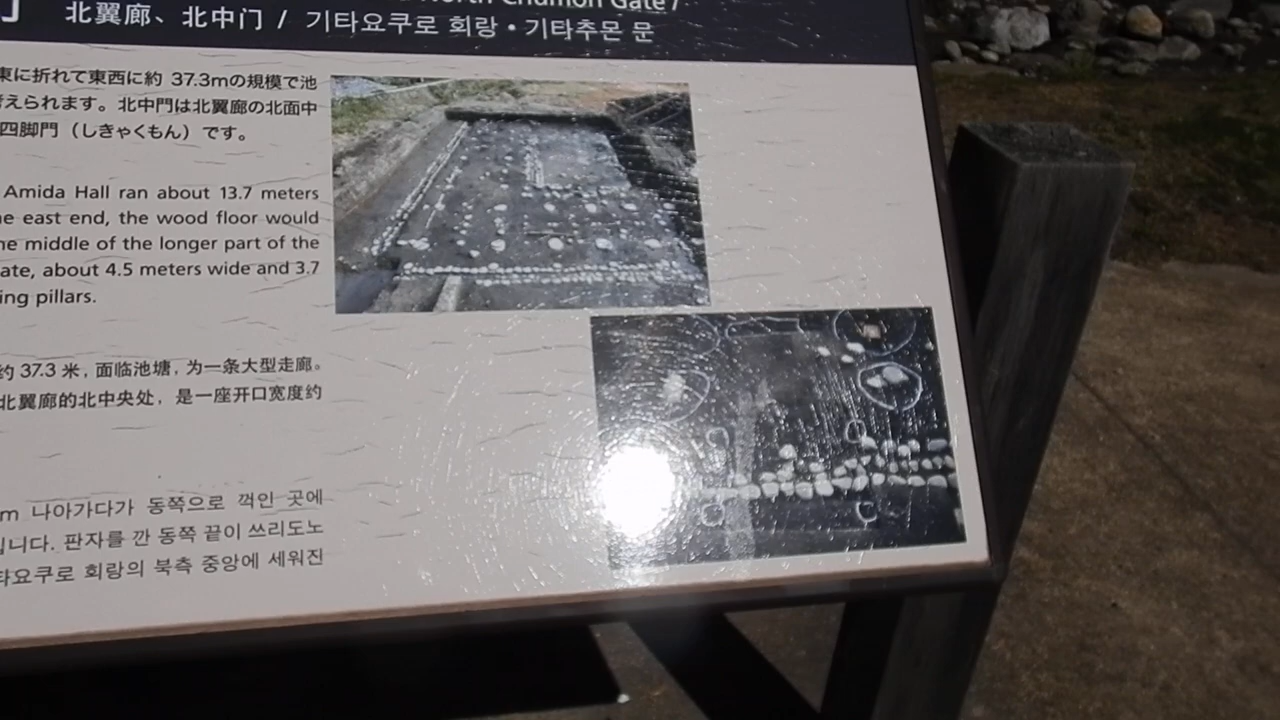 North Chumon Gate /
北翼廊、北中门 / 기타요쿠로 회랑・기타추몬 문
東に折れて東西に約 37.3mの規模で池
えられます。北中門は北翼廊の北面中
四脚門（しきゃくもん）です。
Amida Hall ran about 13.7 meters
east end, the wood floor would
middle of the longer part of the
about 4.5 meters wide and 3.7
pillars.
约 37.3 米，面临池塘，为一条大型走廊。
北翼廊的北中央处，是一座开口宽度约
m 나아가다가 동쪽으로 꺾인 곳에
입니다. 판자를 깐 동쪽 끝이 쓰리도노
타요쿠로 회랑의 북측 중앙에 세워진